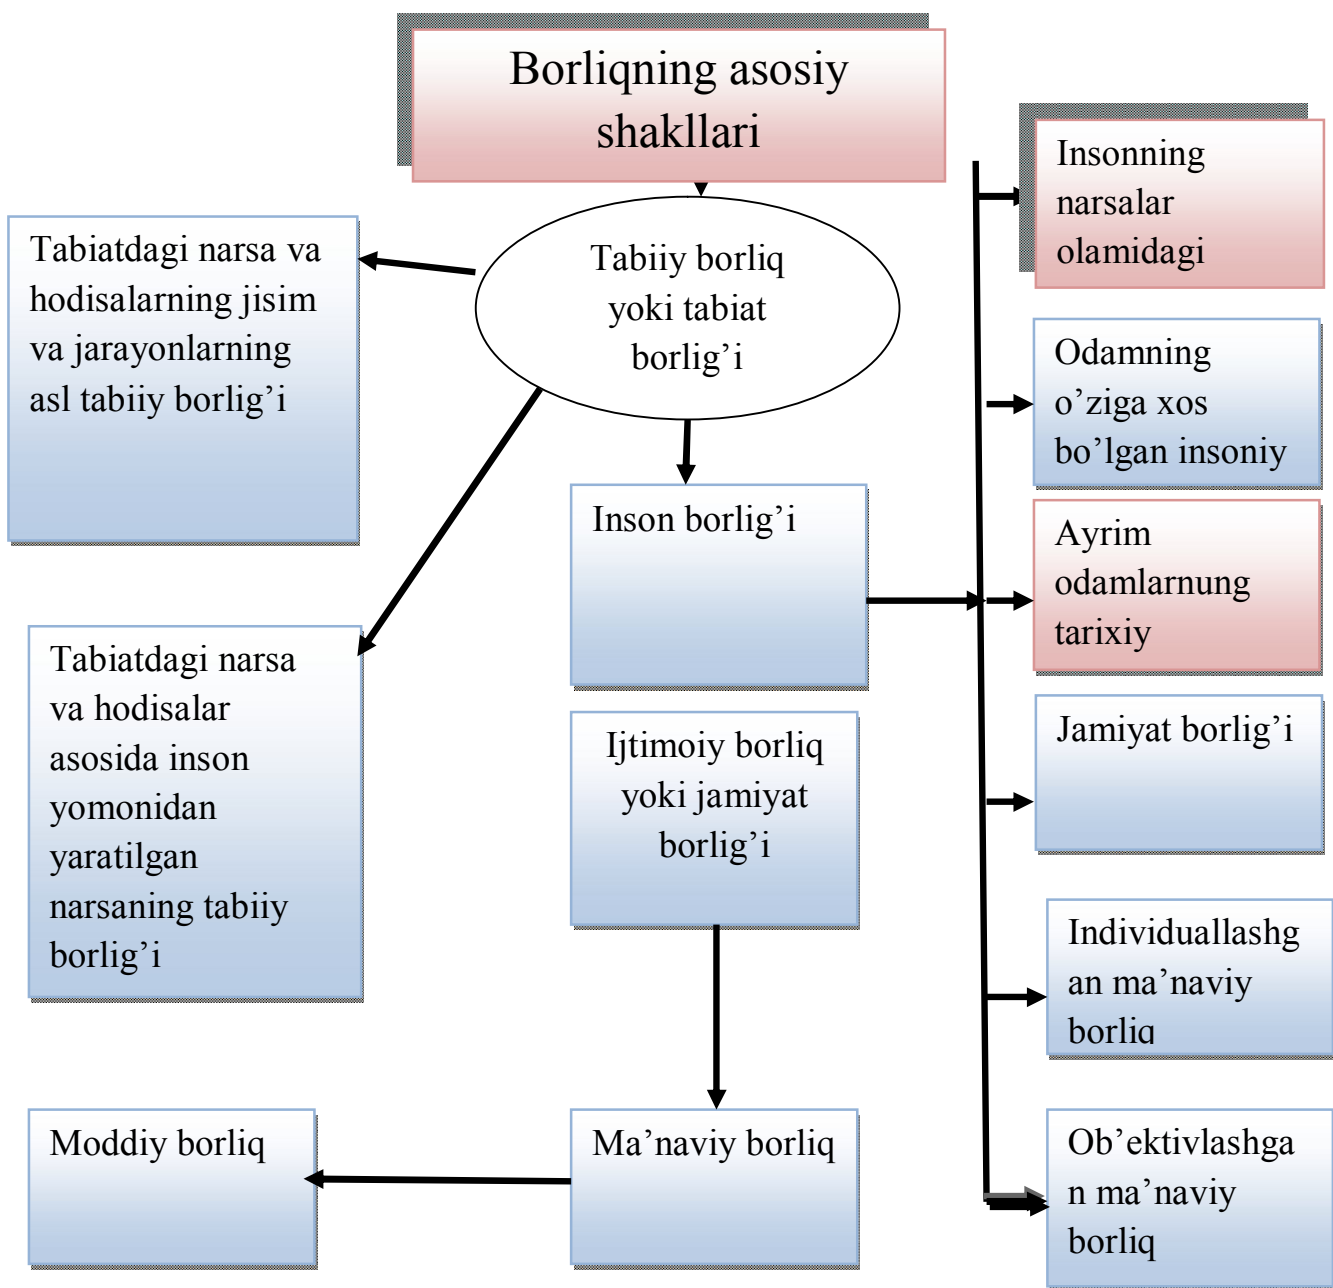 Borliqning asosiy
shakllari
Tabiiy borliq
yoki tabiat
borlig’i
Tabiatdagi narsa va
hodisalarning jisim
va jarayonlarning
asl tabiiy borlig’i
Tabiatdagi narsa
va hodisalar
asosida inson
yomonidan
yaratilgan
narsaning tabiiy
borlig’i
Inson borlig’i
Ijtimoiy borliq
yoki jamiyat
borlig’i
Ma’naviy borliq
Moddiy borliq
Insonning
narsalar
olamidagi
Odamning
o’ziga xos
bo’lgan insoniy
Ayrim
odamlarnung
tarixiy
Jamiyat borlig’i
Individuallashg
an ma’naviy
borliq
Ob’ektivlashga
n ma’naviy
borliq